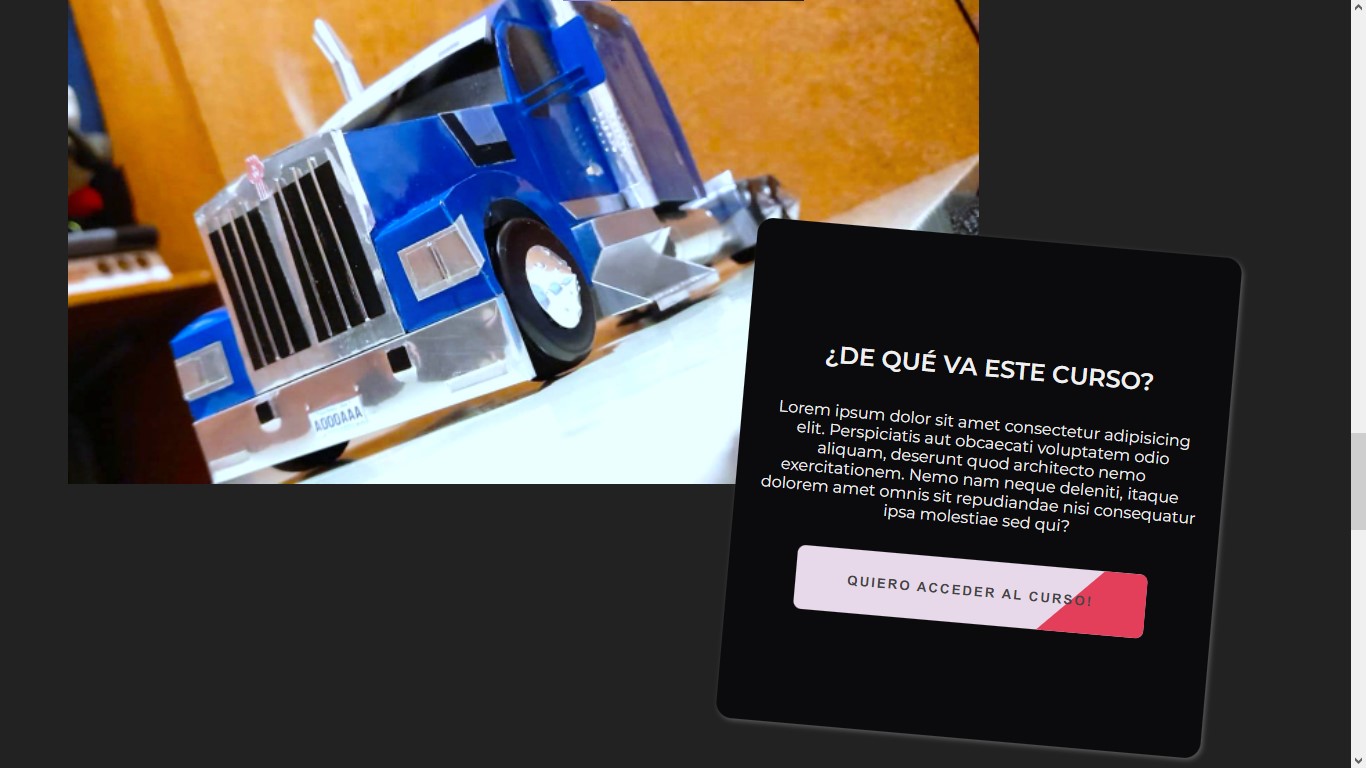 A000AAA
¿DE QUÉ VA ESTE CURSO?
Lorem ipsum dolor sit amet consectetur adipisicing
elit. Perspiciatis aut obcaecati voluptatem odio
aliquam, deserunt quod architecto nemo
exercitationem. Nemo nam neque deleniti, itaque
dolorem amet omnis sit repudiandae nisi consequatur
ipsa molestiae sed qui?
QUIERO ACCEDER AL CURSO!